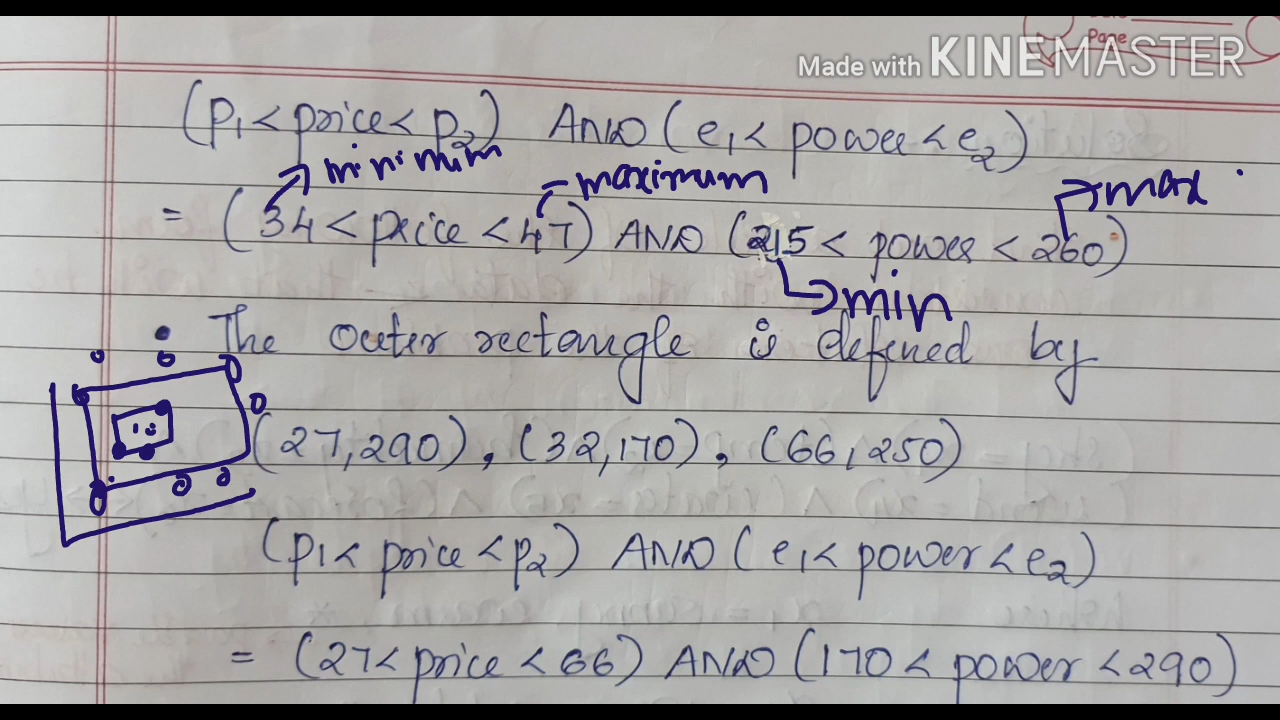 Date
Page
Made with KINEMASTER
(p₁ < price < p₂) AND (e₁ < power < e₂)
minimum
maximum
max
= (34 < price < 47) AND (215 < power < 260)
min
The outer rectangle is defined by
(27,290), (32,170), (66,250)
(p1 < price < p2) AND (e1 < power < e2)
= (27 < price < 66) AND (170 < power < 290)